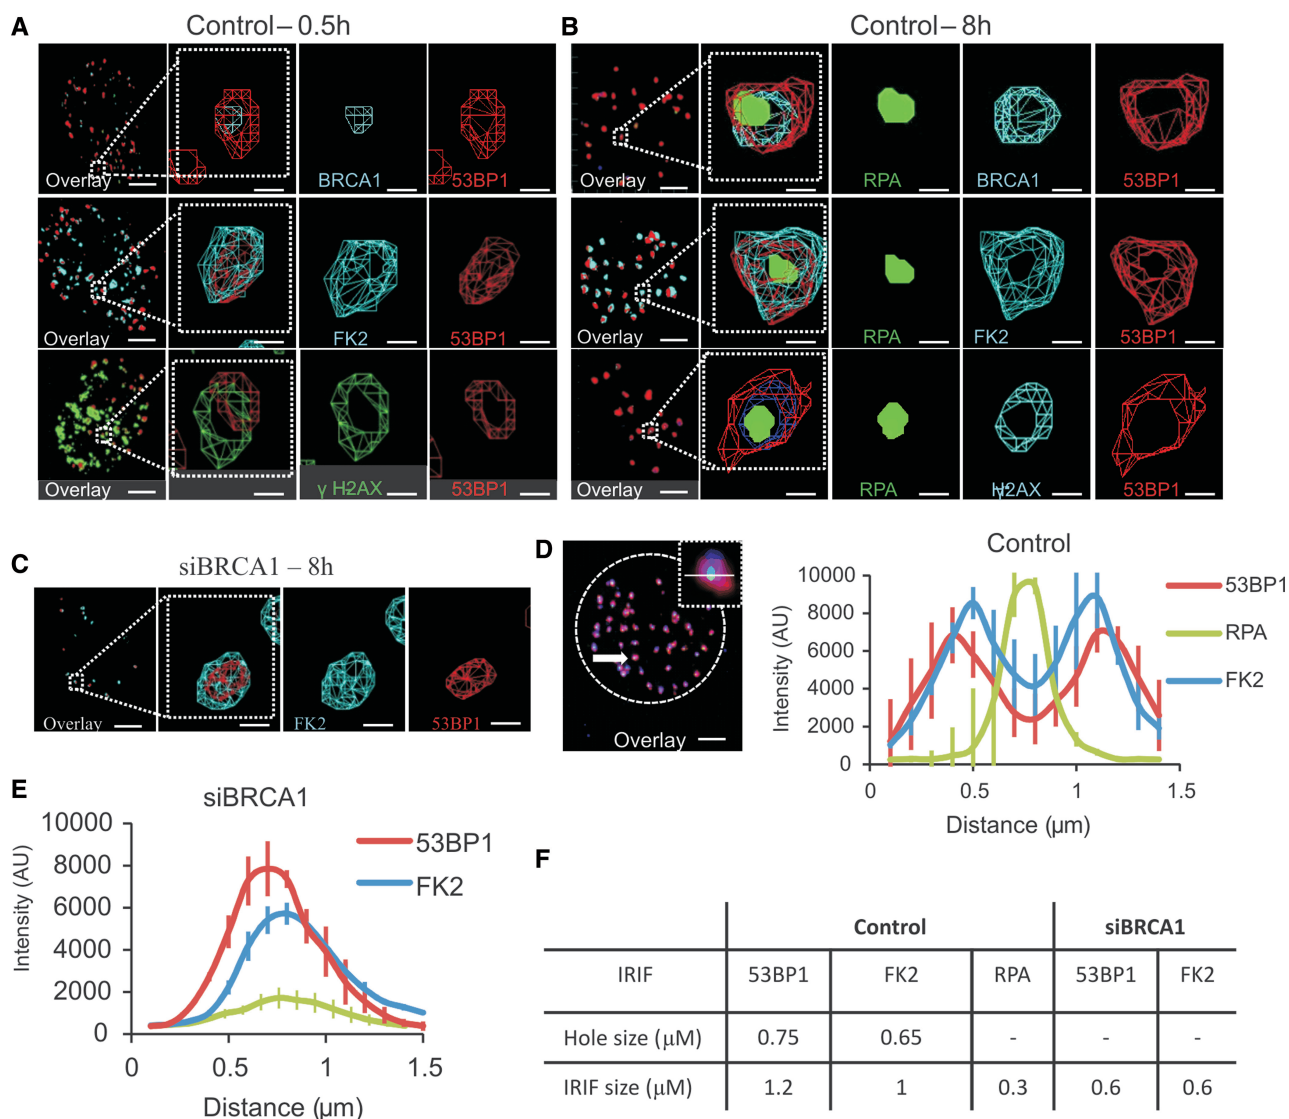 A
Control – 0.5h
Overlay
BRCA1
53BP1
Overlay
FK2
53BP1
Overlay
γ H2AX
53BP1
B
Control – 8h
Overlay
RPA
BRCA1
53BP1
Overlay
RPA
FK2
53BP1
Overlay
RPA
γH2AX
53BP1
C
siBRCA1 – 8h
Overlay
FK2
53BP1
D
Overlay
Control
10000
8000
6000
4000
2000
0
Intensity (AU)
0 0.5 1 1.5
Distance (µm)
53BP1
RPA
FK2
E
siBRCA1
10000
8000
6000
4000
2000
0
Intensity (AU)
0 0.5 1 1.5
Distance (µm)
53BP1
FK2
F
Control siBRCA1
IRIF 53BP1 FK2 RPA 53BP1 FK2
Hole size (µM) 0.75 0.65 - - -
IRIF size (µM) 1.2 1 0.3 0.6 0.6